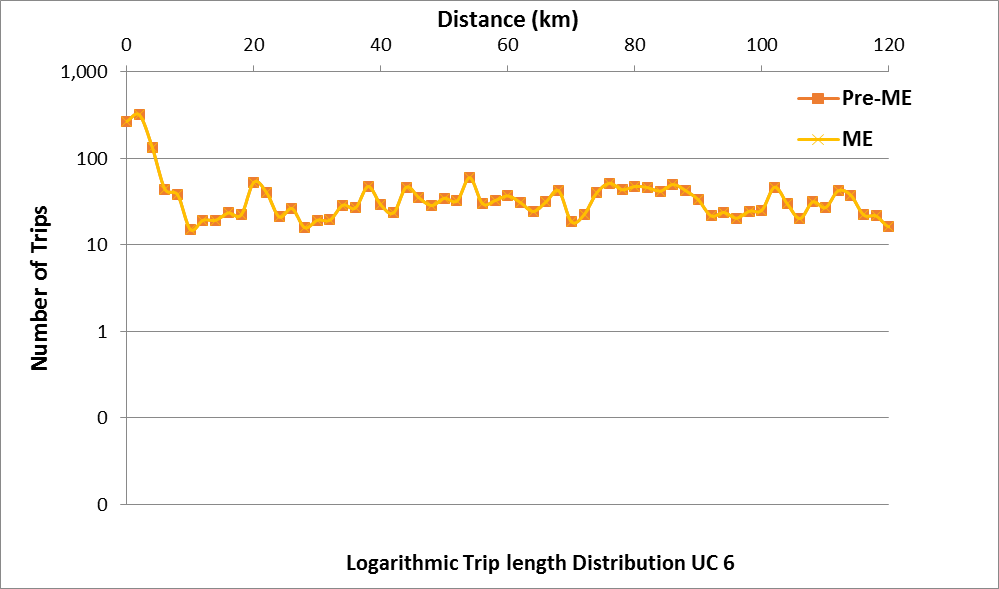 Distance (km)
0 20 40 60 80 100 120
1,000
100
10
1
0
0
Number of Trips
Pre-ME
ME
Logarithmic Trip length Distribution UC 6